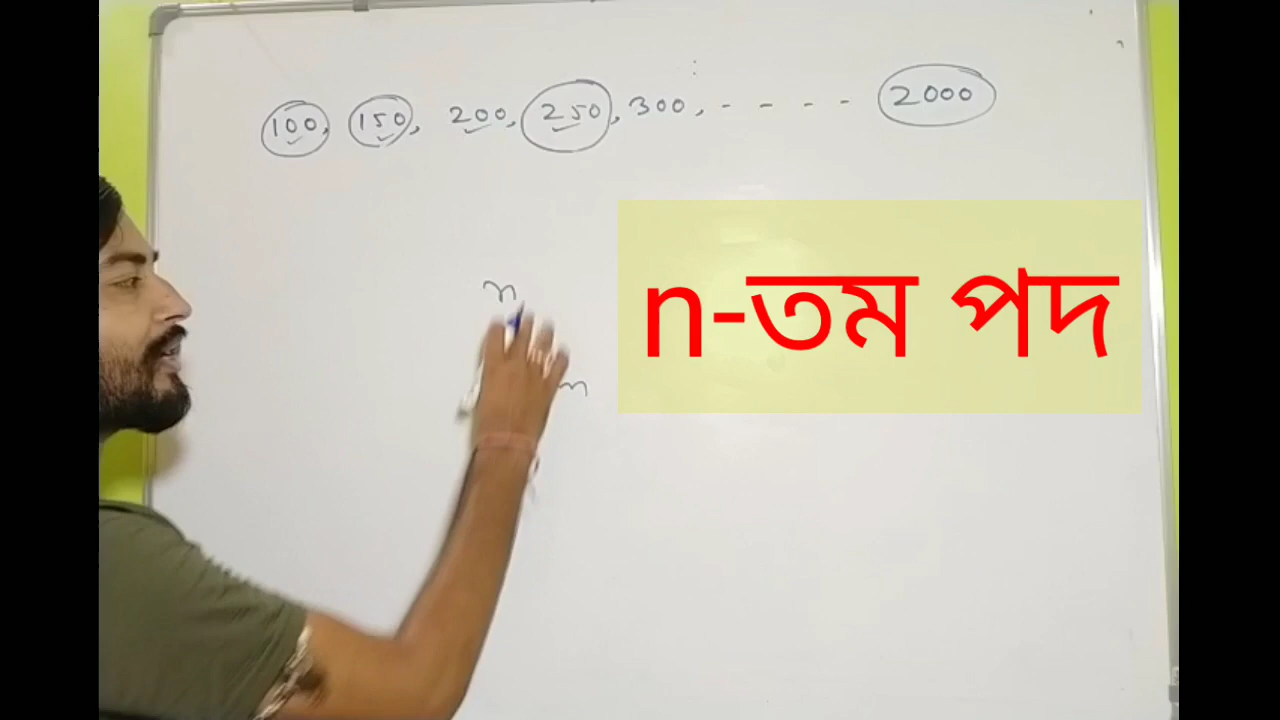 100, 150, 200, 250, 300, - - - - 2000
n
n-তম পদ
n